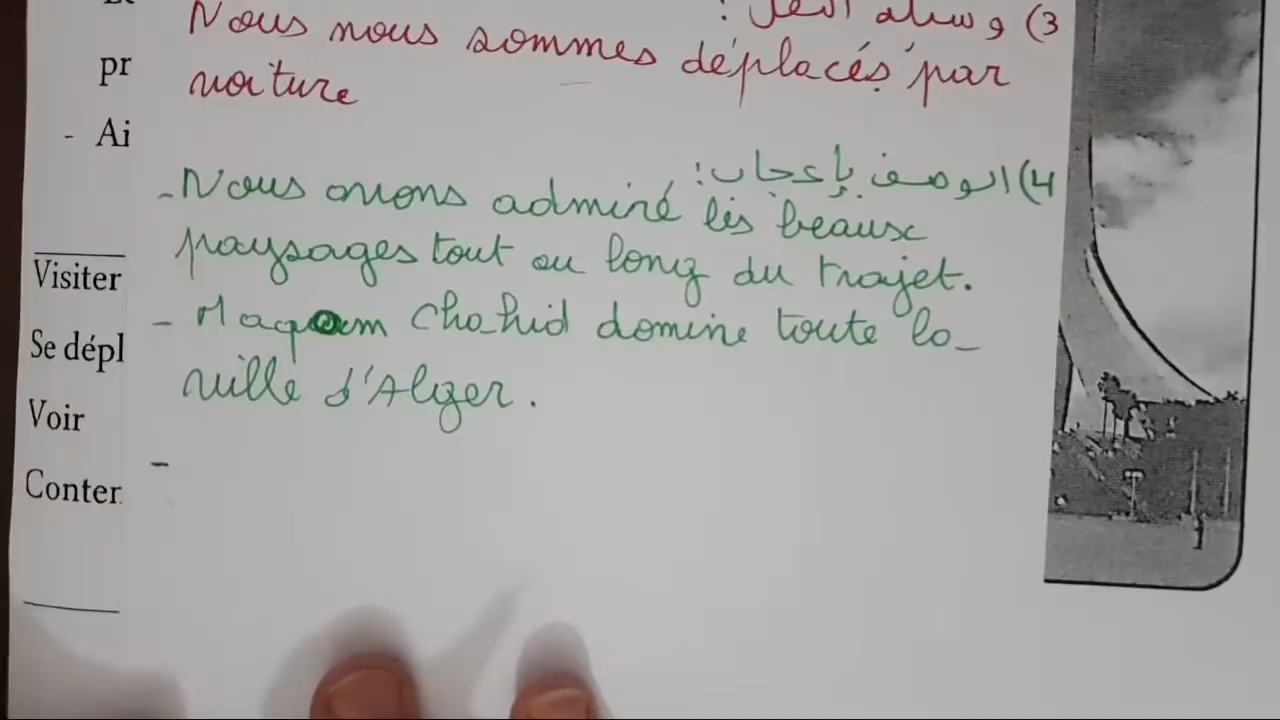 3) وسيلة النقل :
Nous nous sommes déplacés par
voiture
4) الوصف بإعجاب:
- Nous avons admiré les beaux
paysages tout au long du trajet.
- Maqam Chahid domine toute la
ville d'Alger.
-
pr
- Ai
Visiter
Se dépl
Voir
Conter